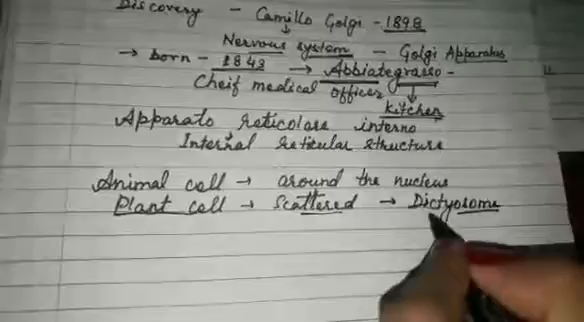 Discovery - Camillo Golgi - 1898
Nervous system - Golgi Apparatus
→ born - 1843 → Abbiategrasso -
Cheif medical officer
Kitchen
Apparato reticolare interno
Internal reticular structure
Animal cell → around the nucleus
Plant cell → Scattered → Dictyosome